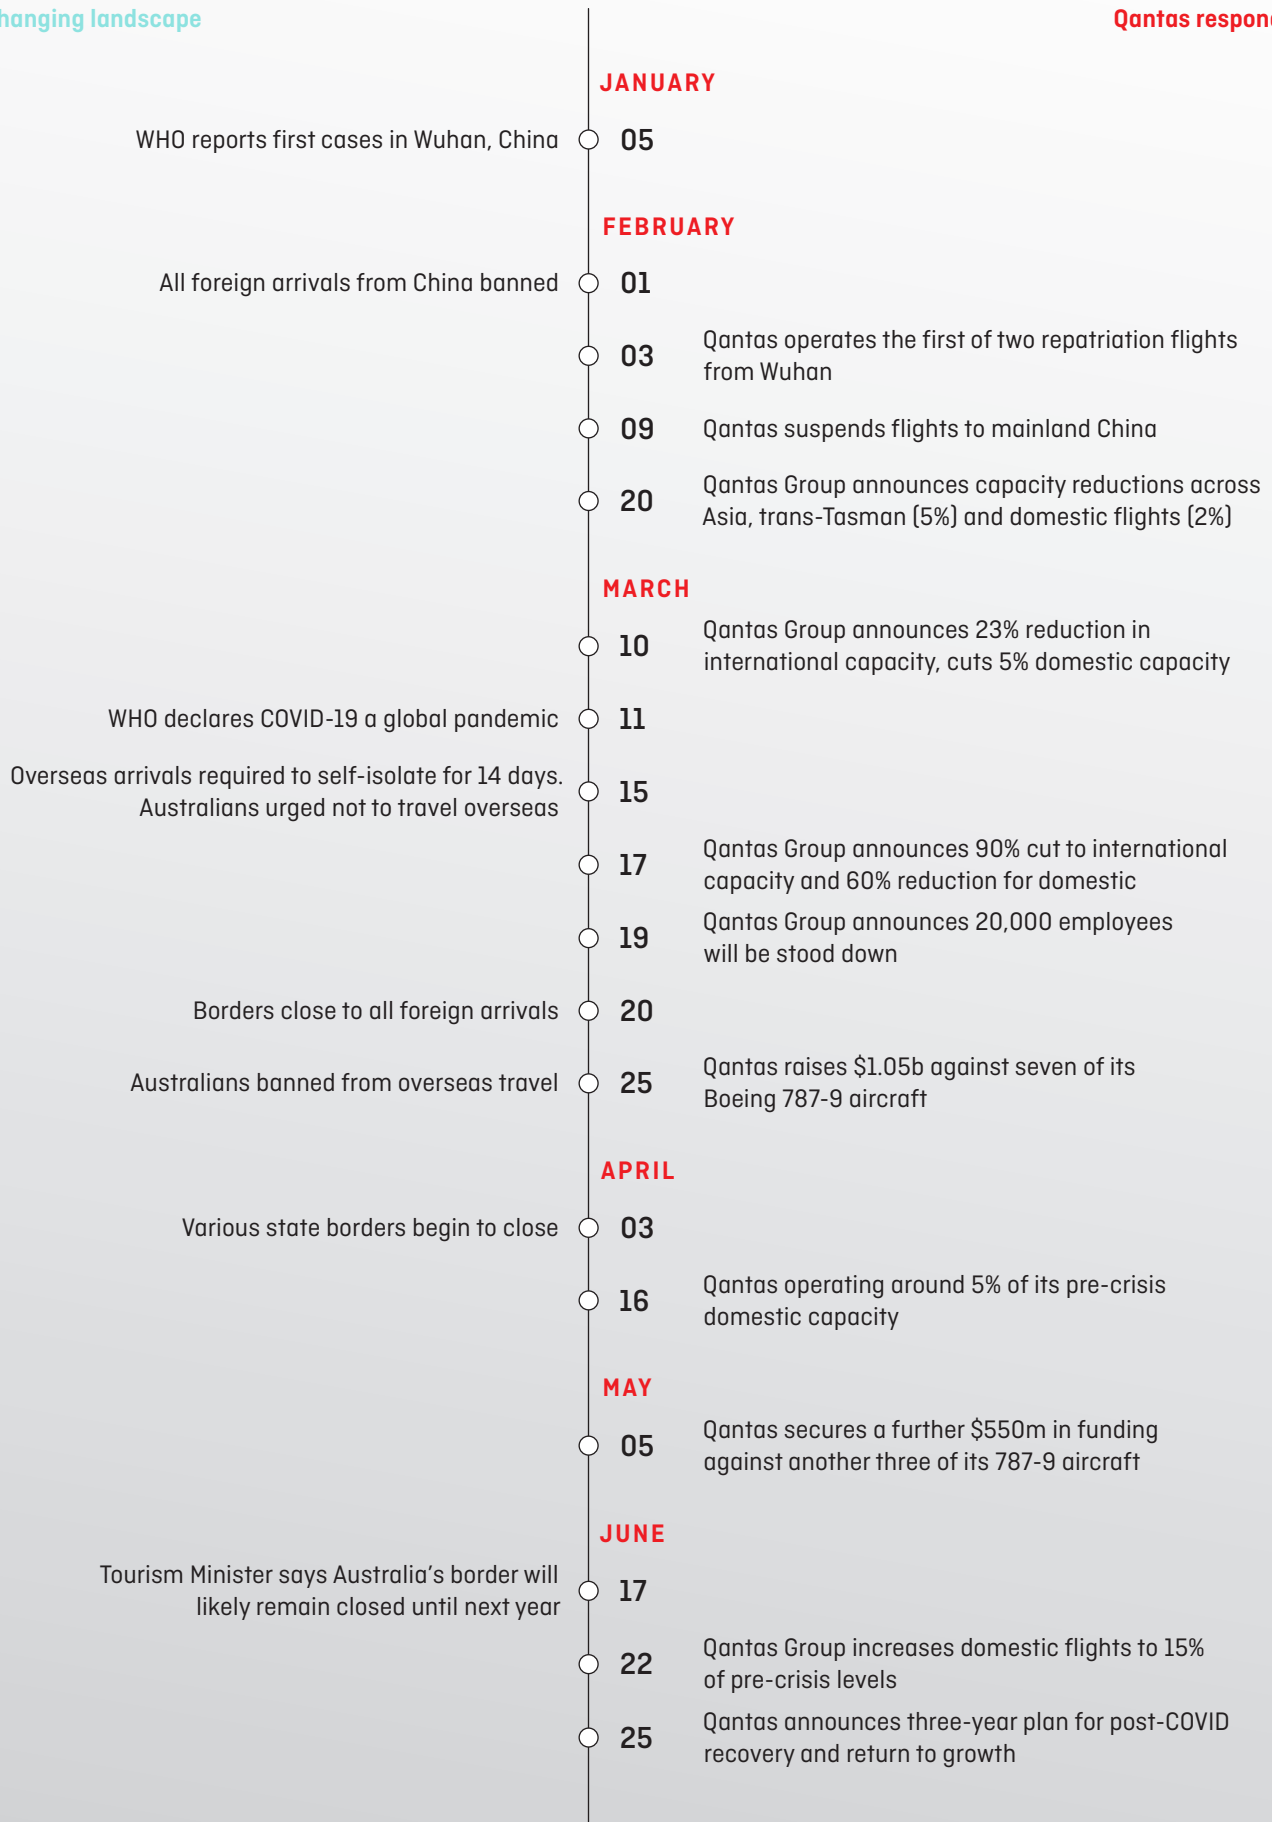 hanging landscape
Qantas respon
JANUARY
WHO reports first cases in Wuhan, China
05
FEBRUARY
All foreign arrivals from China banned
01
03
Qantas operates the first of two repatriation flights
from Wuhan
09
Qantas suspends flights to mainland China
20
Qantas Group announces capacity reductions across
Asia, trans-Tasman (5%) and domestic flights (2%)
MARCH
10
Qantas Group announces 23% reduction in
international capacity, cuts 5% domestic capacity
WHO declares COVID-19 a global pandemic
11
Overseas arrivals required to self-isolate for 14 days.
Australians urged not to travel overseas
15
17
Qantas Group announces 90% cut to international
capacity and 60% reduction for domestic
19
Qantas Group announces 20,000 employees
will be stood down
Borders close to all foreign arrivals
20
Australians banned from overseas travel
25
Qantas raises $1.05b against seven of its
Boeing 787-9 aircraft
APRIL
Various state borders begin to close
03
16
Qantas operating around 5% of its pre-crisis
domestic capacity
MAY
05
Qantas secures a further $550m in funding
against another three of its 787-9 aircraft
JUNE
Tourism Minister says Australia’s border will
likely remain closed until next year
17
22
Qantas Group increases domestic flights to 15%
of pre-crisis levels
25
Qantas announces three-year plan for post-COVID
recovery and return to growth